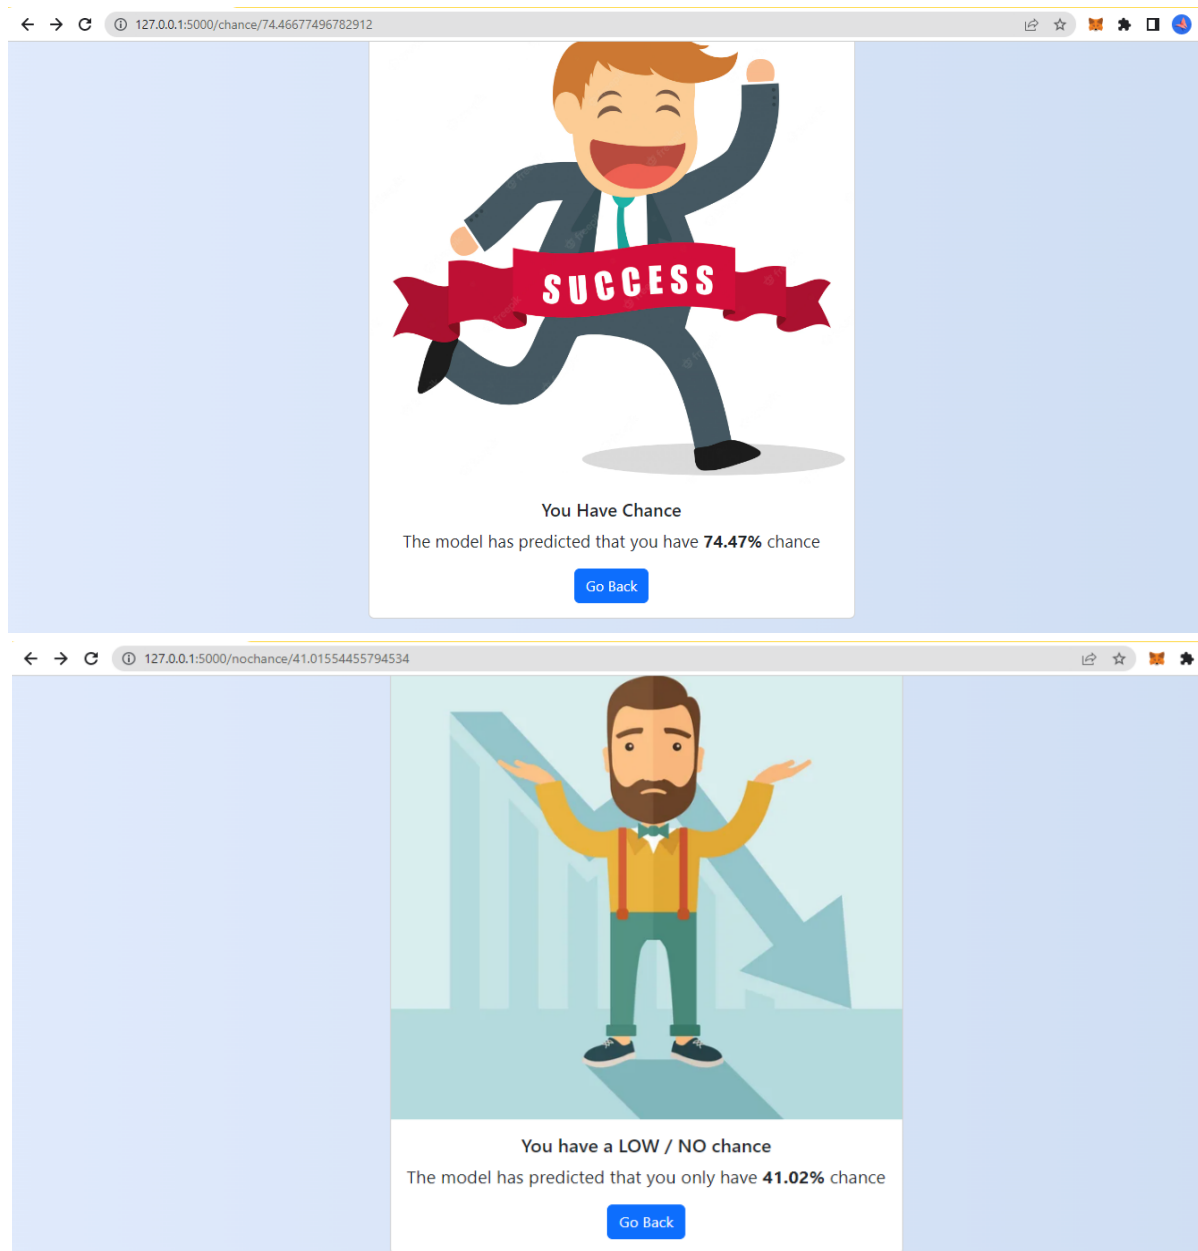 127.0.0.1:5000/chance/74.46677496782912
SUCCESS
You Have Chance
The model has predicted that you have 74.47% chance
Go Back
127.0.0.1:5000/nochance/41.01554455794534
You have a LOW / NO chance
The model has predicted that you only have 41.02% chance
Go Back